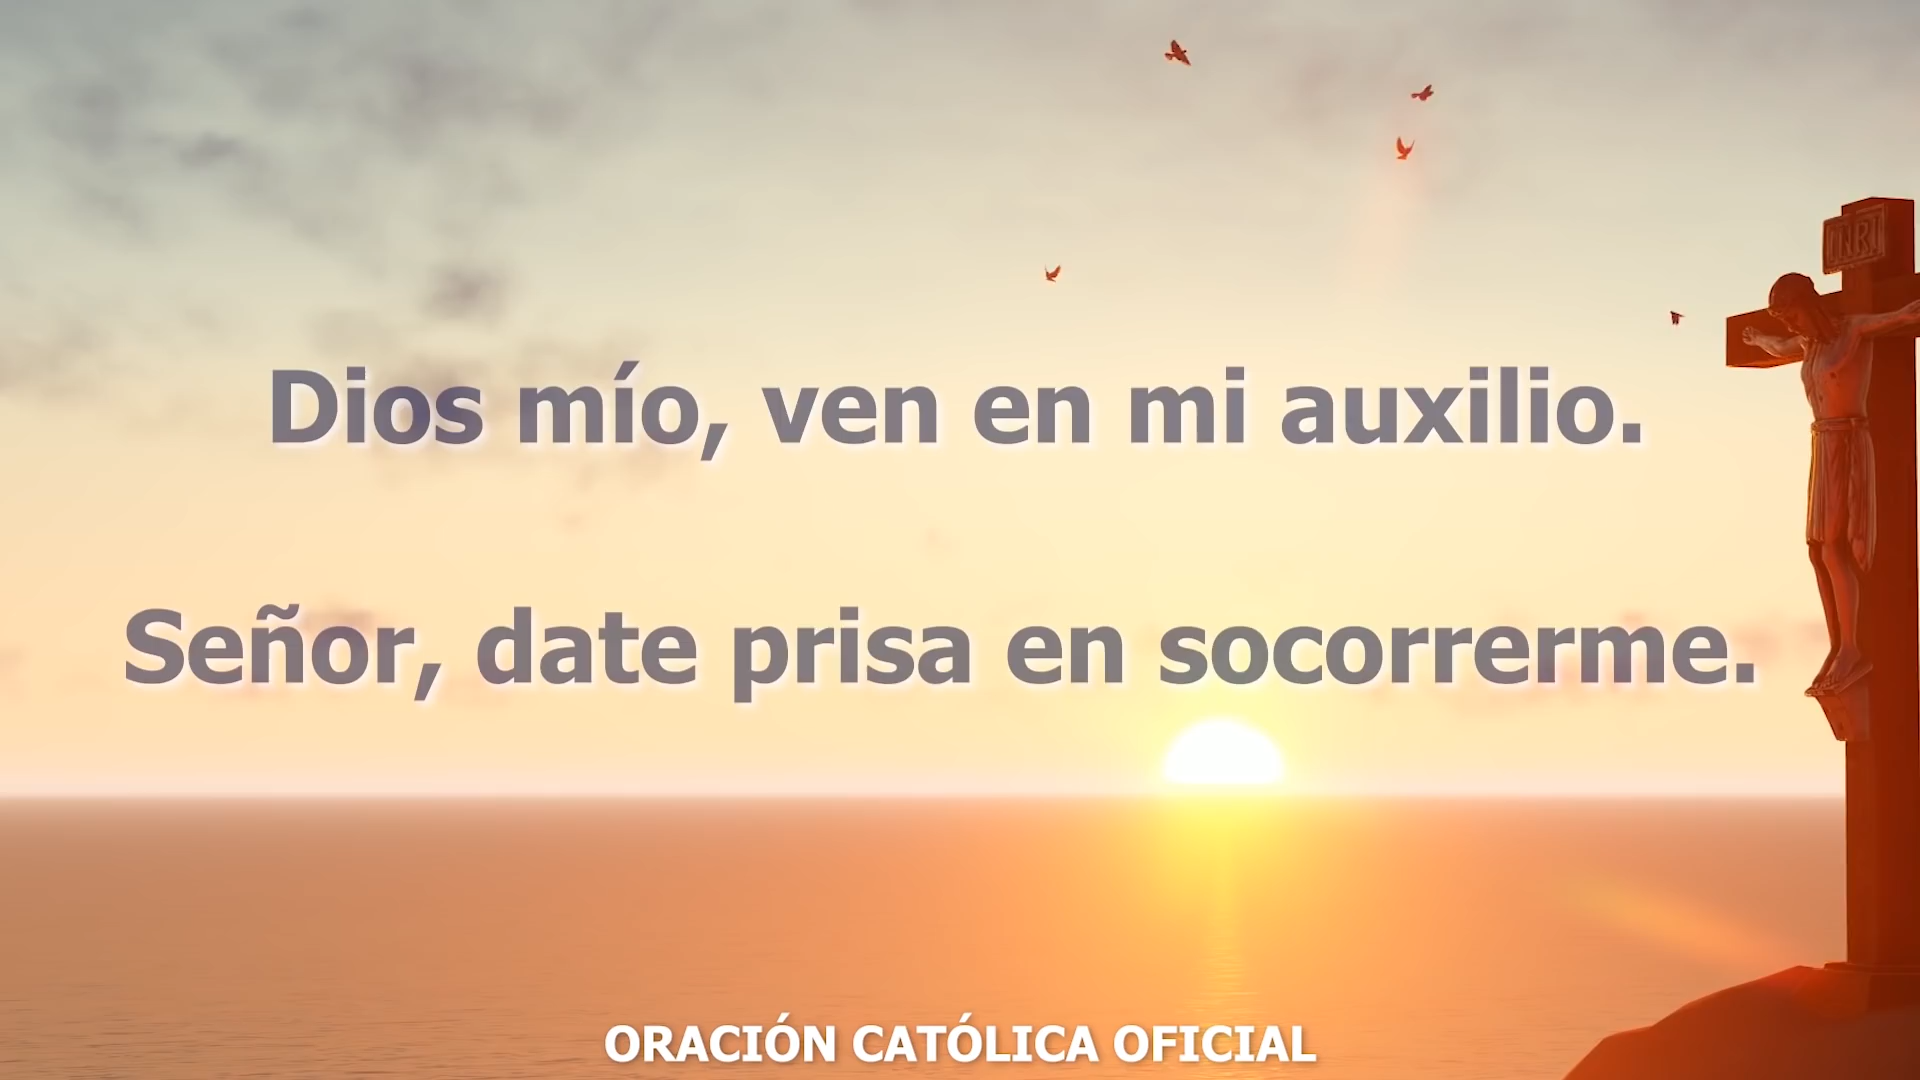 INRI
Dios mío, ven en mi auxilio.
Señor, date prisa en socorrerme.
ORACIÓN CATÓLICA OFICIAL